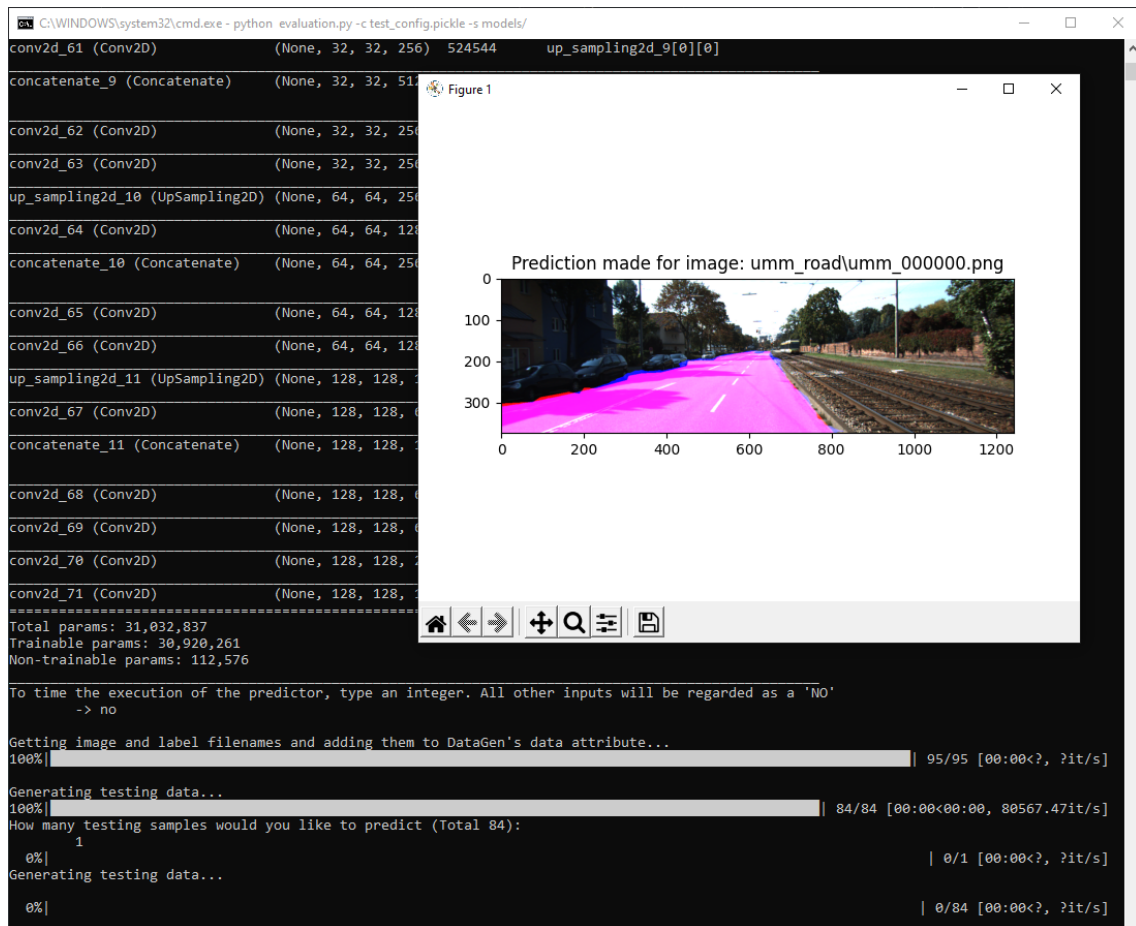 C:\WINDOWS\system32\cmd.exe - python evaluation.py -c test_config.pickle -s models/
conv2d_61 (Conv2D) (None, 32, 32, 256) 524544 up_sampling2d_9[0][0]
concatenate_9 (Concatenate) (None, 32, 32, 512
conv2d_62 (Conv2D) (None, 32, 32, 256
conv2d_63 (Conv2D) (None, 32, 32, 256
up_sampling2d_10 (UpSampling2D) (None, 64, 64, 256
conv2d_64 (Conv2D) (None, 64, 64, 128
concatenate_10 (Concatenate) (None, 64, 64, 256
conv2d_65 (Conv2D) (None, 64, 64, 128
conv2d_66 (Conv2D) (None, 64, 64, 128
up_sampling2d_11 (UpSampling2D) (None, 128, 128,
conv2d_67 (Conv2D) (None, 128, 128,
concatenate_11 (Concatenate) (None, 128, 128,
conv2d_68 (Conv2D) (None, 128, 128,
conv2d_69 (Conv2D) (None, 128, 128,
conv2d_70 (Conv2D) (None, 128, 128,
conv2d_71 (Conv2D) (None, 128, 128,
==================================================
Total params: 31,032,837
Trainable params: 30,920,261
Non-trainable params: 112,576
To time the execution of the predictor, type an integer. All other inputs will be regarded as a 'NO'
-> no
Getting image and label filenames and adding them to DataGen's data attribute...
100%| | 95/95 [00:00<?, ?it/s]
Generating testing data...
100%| | 84/84 [00:00<00:00, 80567.47it/s]
How many testing samples would you like to predict (Total 84):
1
0%| | 0/1 [00:00<?, ?it/s]
Generating testing data...
0%| | 0/84 [00:00<?, ?it/s]
Figure 1
Prediction made for image: umm_road\umm_000000.png
0
100
200
300
0 200 400 600 800 1000 1200